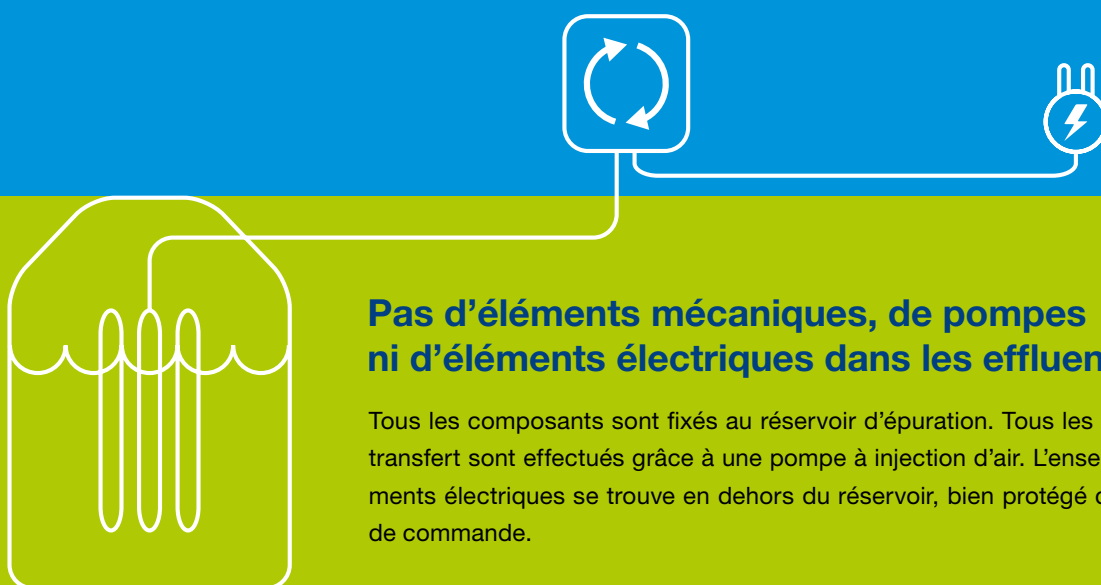 Pas d’éléments mécaniques, de pompes
ni d’éléments électriques dans les
Tous les composants sont fixés au réservoir d’épuration. Tous les
transfert sont effectués grâce à une pompe à injection d’air.
ments électriques se trouve en dehors du réservoir, bien protégé
de commande.